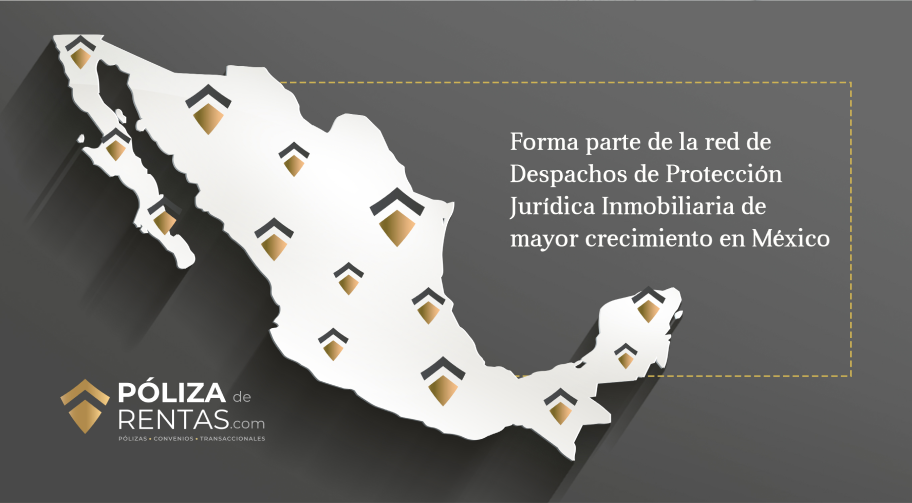 Forma parte de la red de
Despachos de Protección
Jurídica Inmobiliaria de
mayor crecimiento en México
PÓLIZA de
RENTAS.com
PÓLIZAS • CONVENIOS • TRANSACCIONALES